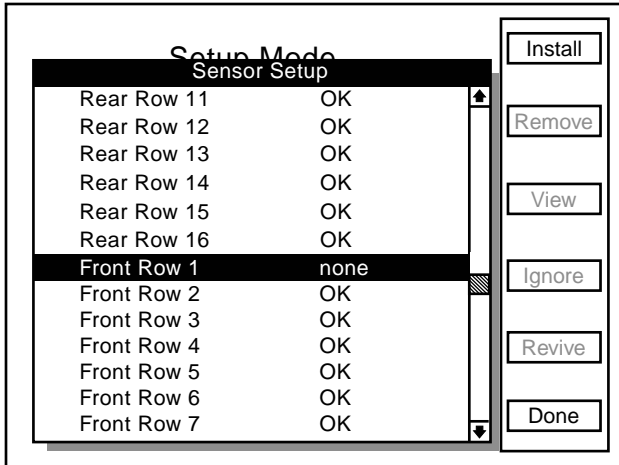 Setup Mode
Sensor Setup
Rear Row 11 OK
Rear Row 12 OK
Rear Row 13 OK
Rear Row 14 OK
Rear Row 15 OK
Rear Row 16 OK
Front Row 1 none
Front Row 2 OK
Front Row 3 OK
Front Row 4 OK
Front Row 5 OK
Front Row 6 OK
Front Row 7 OK
Install
Remove
View
Ignore
Revive
Done